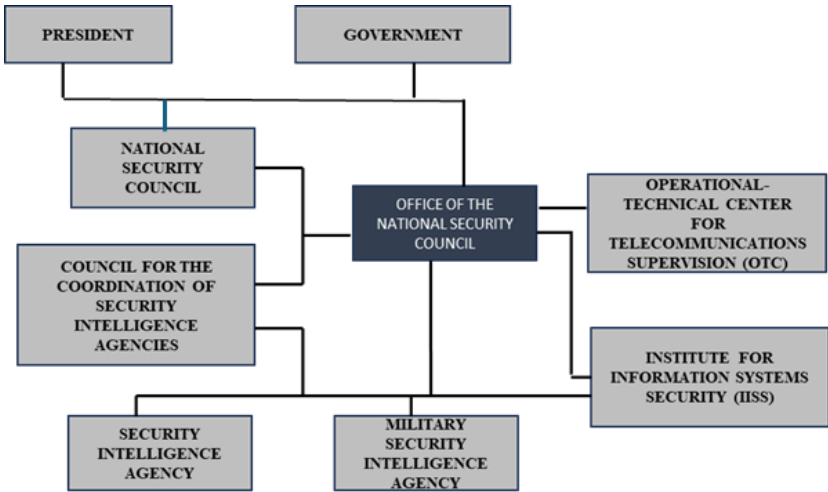 PRESIDENT
GOVERNMENT
NATIONAL
SECURITY
COUNCIL
OFFICE OF THE
NATIONAL SECURITY
COUNCIL
OPERATIONAL-
TECHNICAL CENTER
FOR
TELECOMMUNICATIONS
SUPERVISION (OTC)
COUNCIL FOR THE
COORDINATION OF
SECURITY
INTELLIGENCE
AGENCIES
INSTITUTE FOR
INFORMATION SYSTEMS
SECURITY (IISS)
SECURITY
INTELLIGENCE
AGENCY
MILITARY
SECURITY
INTELLIGENCE
AGENCY